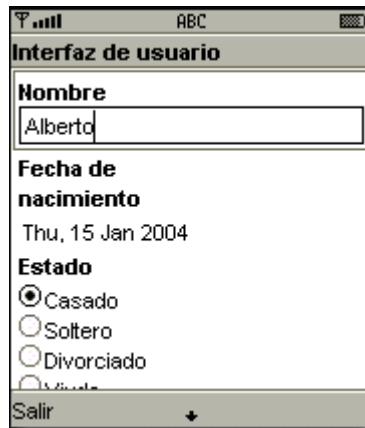 ABC
Interfaz de usuario
Nombre
Alberto
Fecha de
nacimiento
Thu, 15 Jan 2004
Estado
Casado
Soltero
Divorciado
Salir